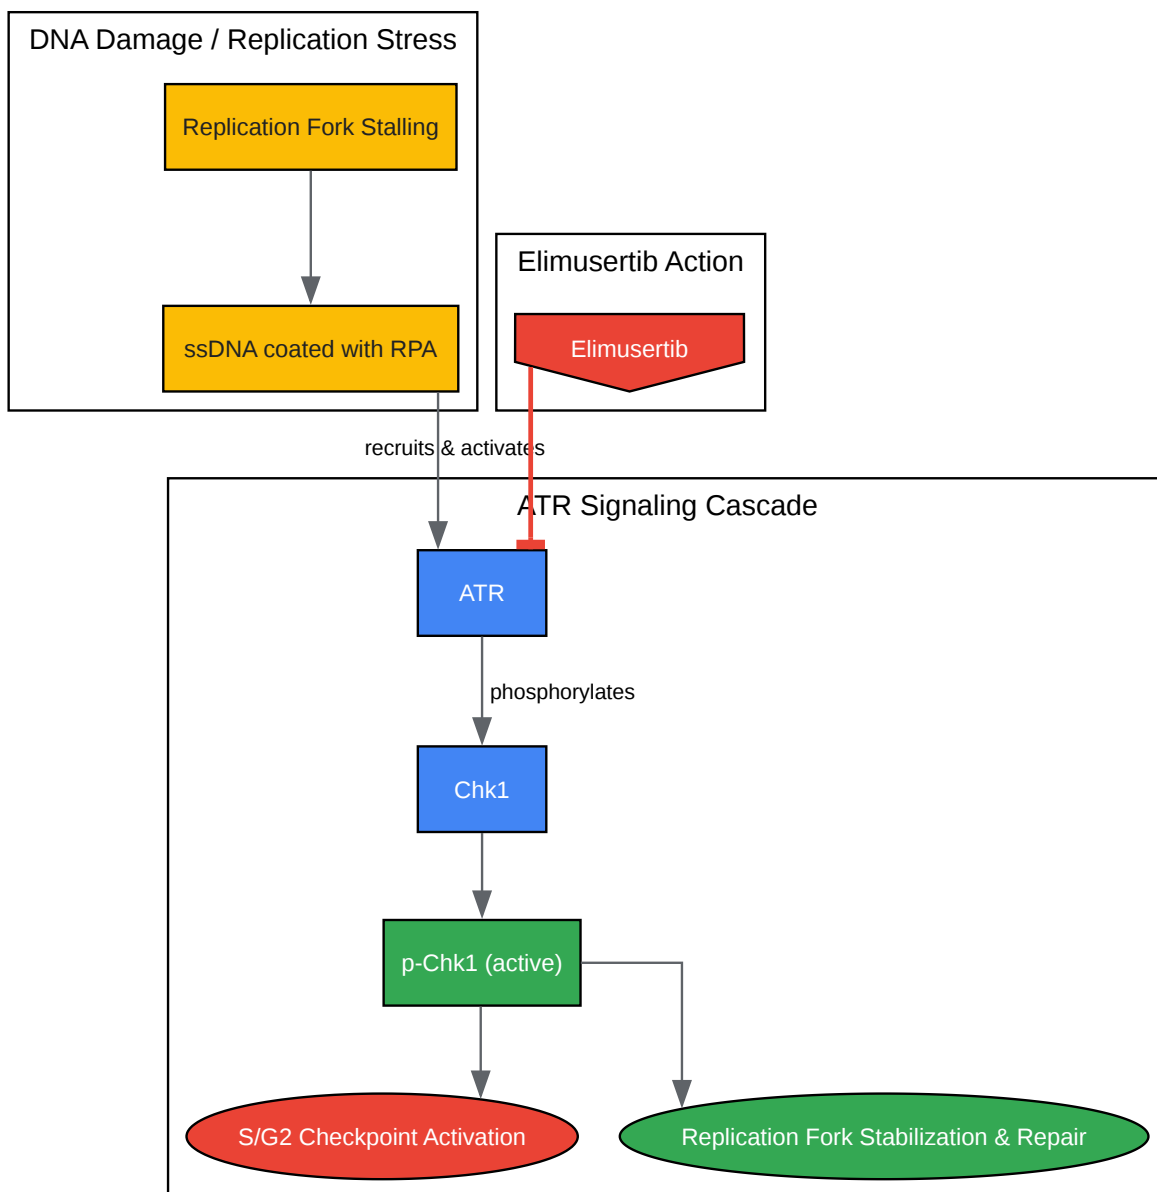 DNA Damage / Replication Stress
Replication Fork Stalling
Elimusertib Action
ssDNA coated with RPA
Elimusertib
recruits & activates
ATR Signaling Cascade
ATR
phosphorylates
Chk1
p-Chk1 (active)
S/G2 Checkpoint Activation
Replication Fork Stabilization & Repair